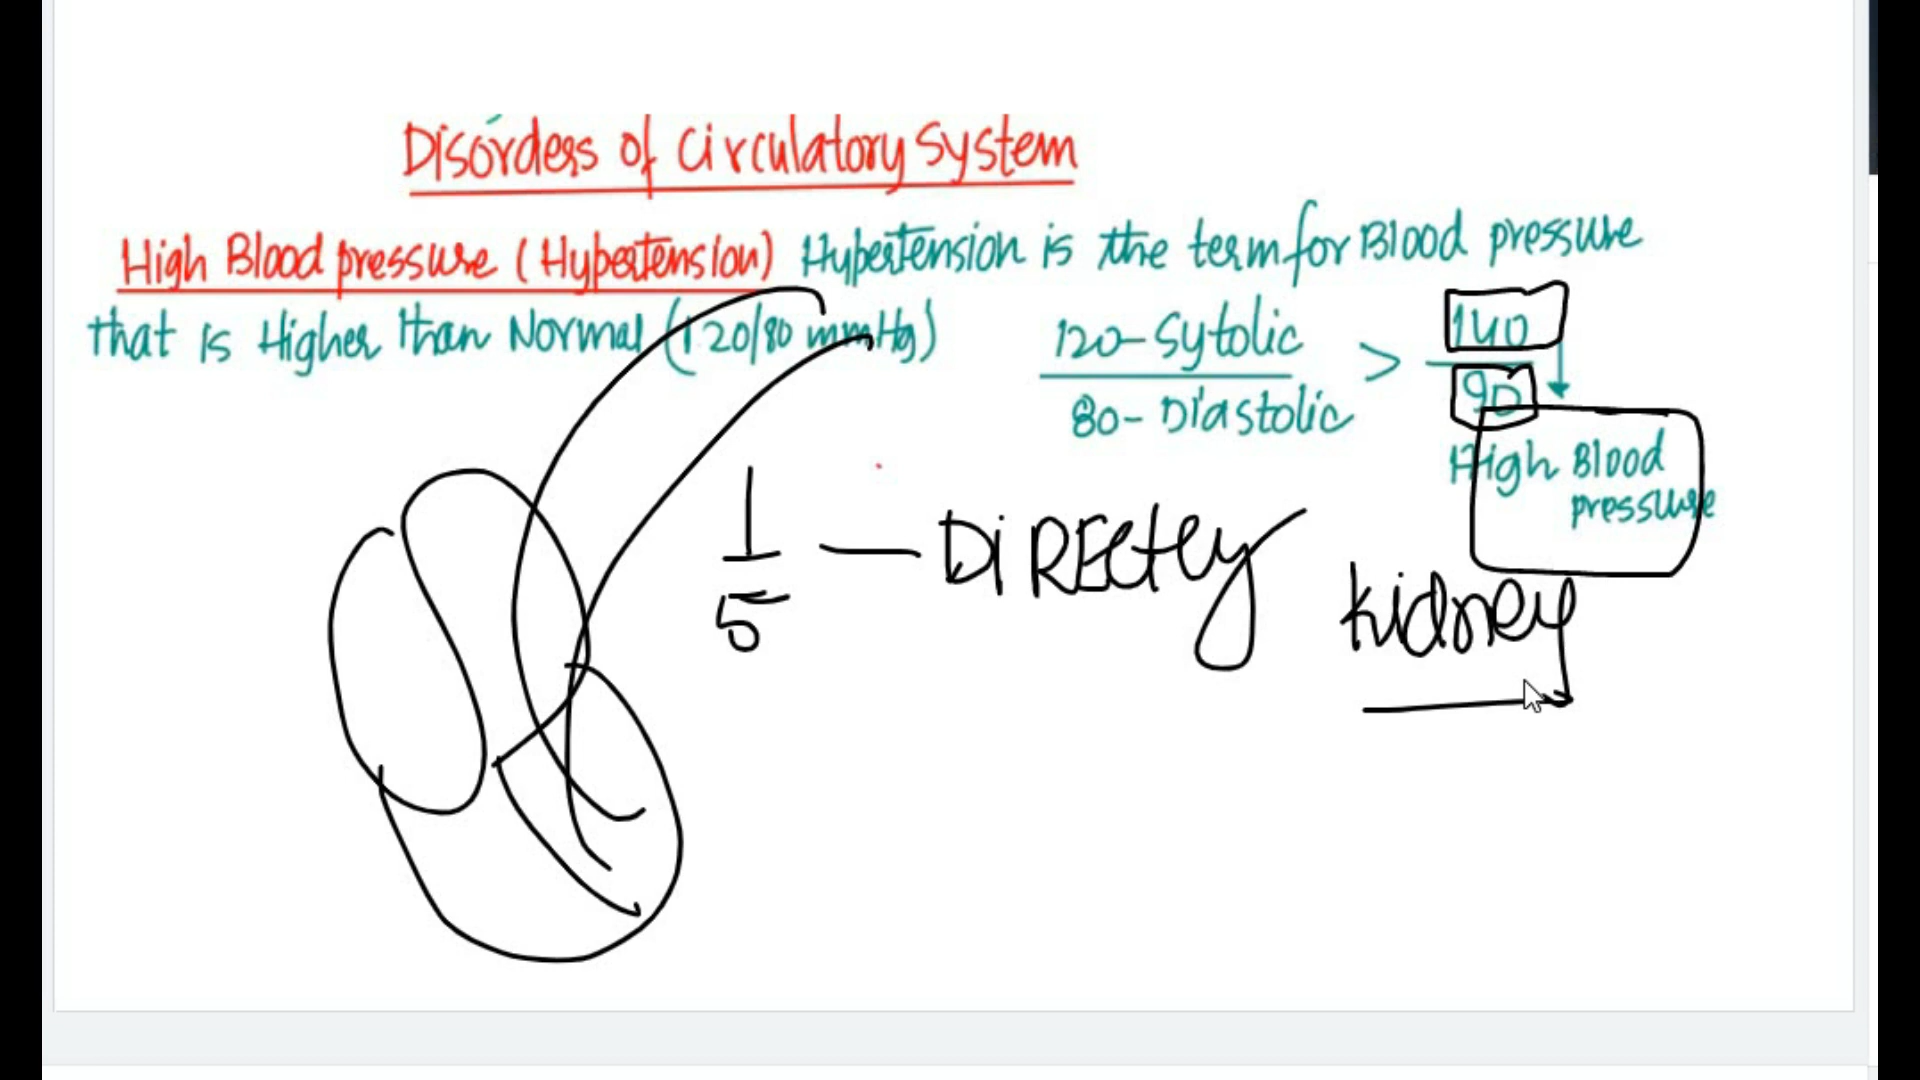 Disorders of Circulatory System
High Blood pressure (Hypertension) Hypertension is the term for Blood pressure
that is Higher than Normal (120/80 mmHg)
120-Sytolic
80-Diastolic
>
140
90
High Blood
pressure
1
5
— DiRECtly
kidney